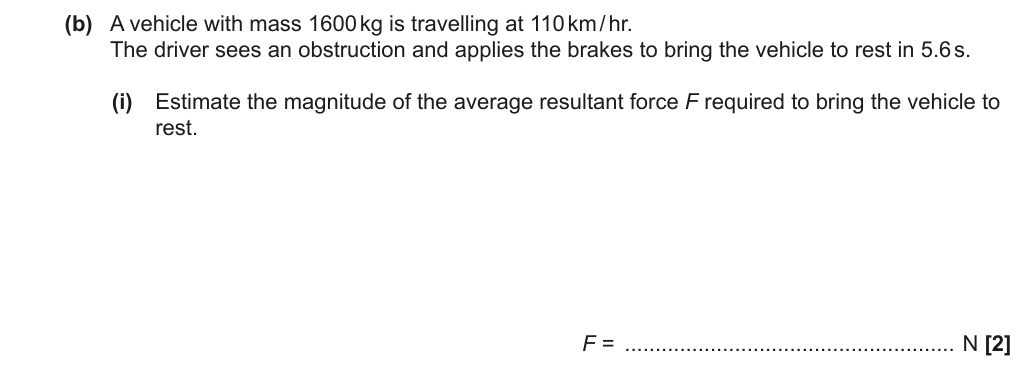 (b) A vehicle with mass 1600 kg is travelling at 110 km / hr.
The driver sees an obstruction and applies the brakes to bring the vehicle to rest in 5.6 s.
(i) Estimate the magnitude of the average resultant force F required to bring the vehicle to
rest.
F = ...................................................... N [2]